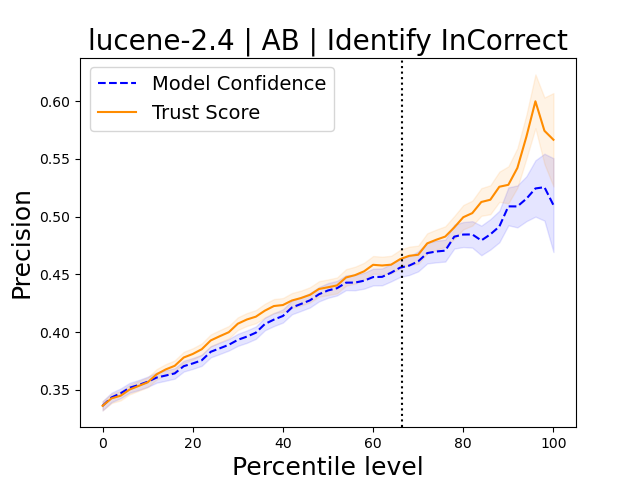 lucene-2.4 | AB | Identify InCorrect
Model Confidence
Trust Score
Precision
0.60
0.55
0.50
0.45
0.40
0.35
0 20 40 60 80 100
Percentile level